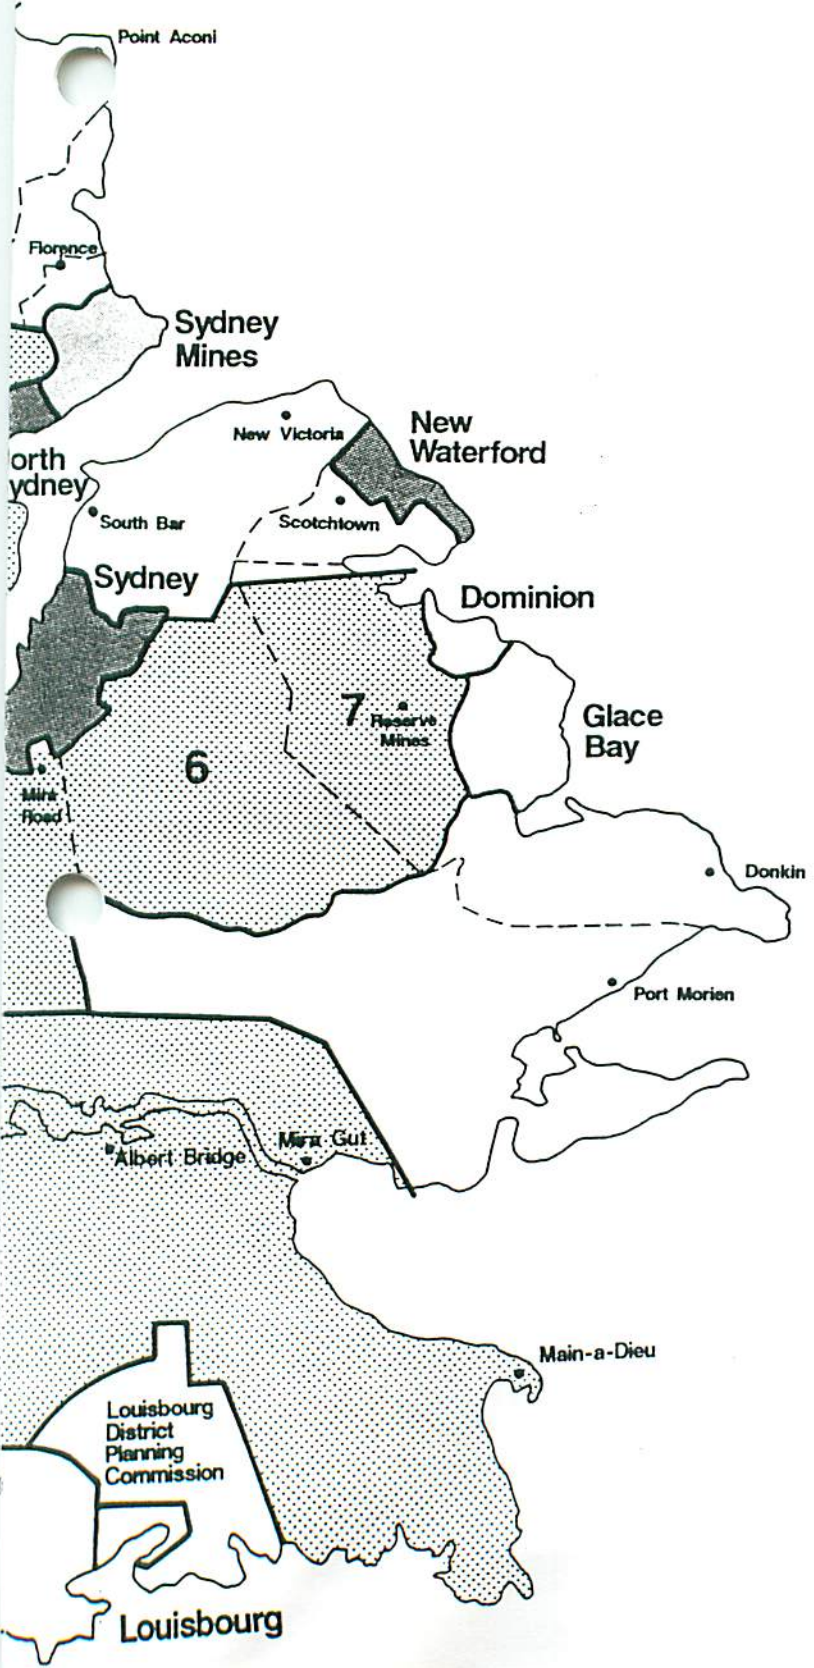 Point Aconi
Florence
Sydney
Mines
New
Waterford
New Victoria
orth
ydney
South Bar
Scotchtown
Sydney
Dominion
7
Reserve
Mines
Glace
Bay
6
Mira
Road
Donkin
Port Morien
Mira Gut
Albert Bridge
Main-a-Dieu
Louisbourg
District
Planning
Commission
Louisbourg